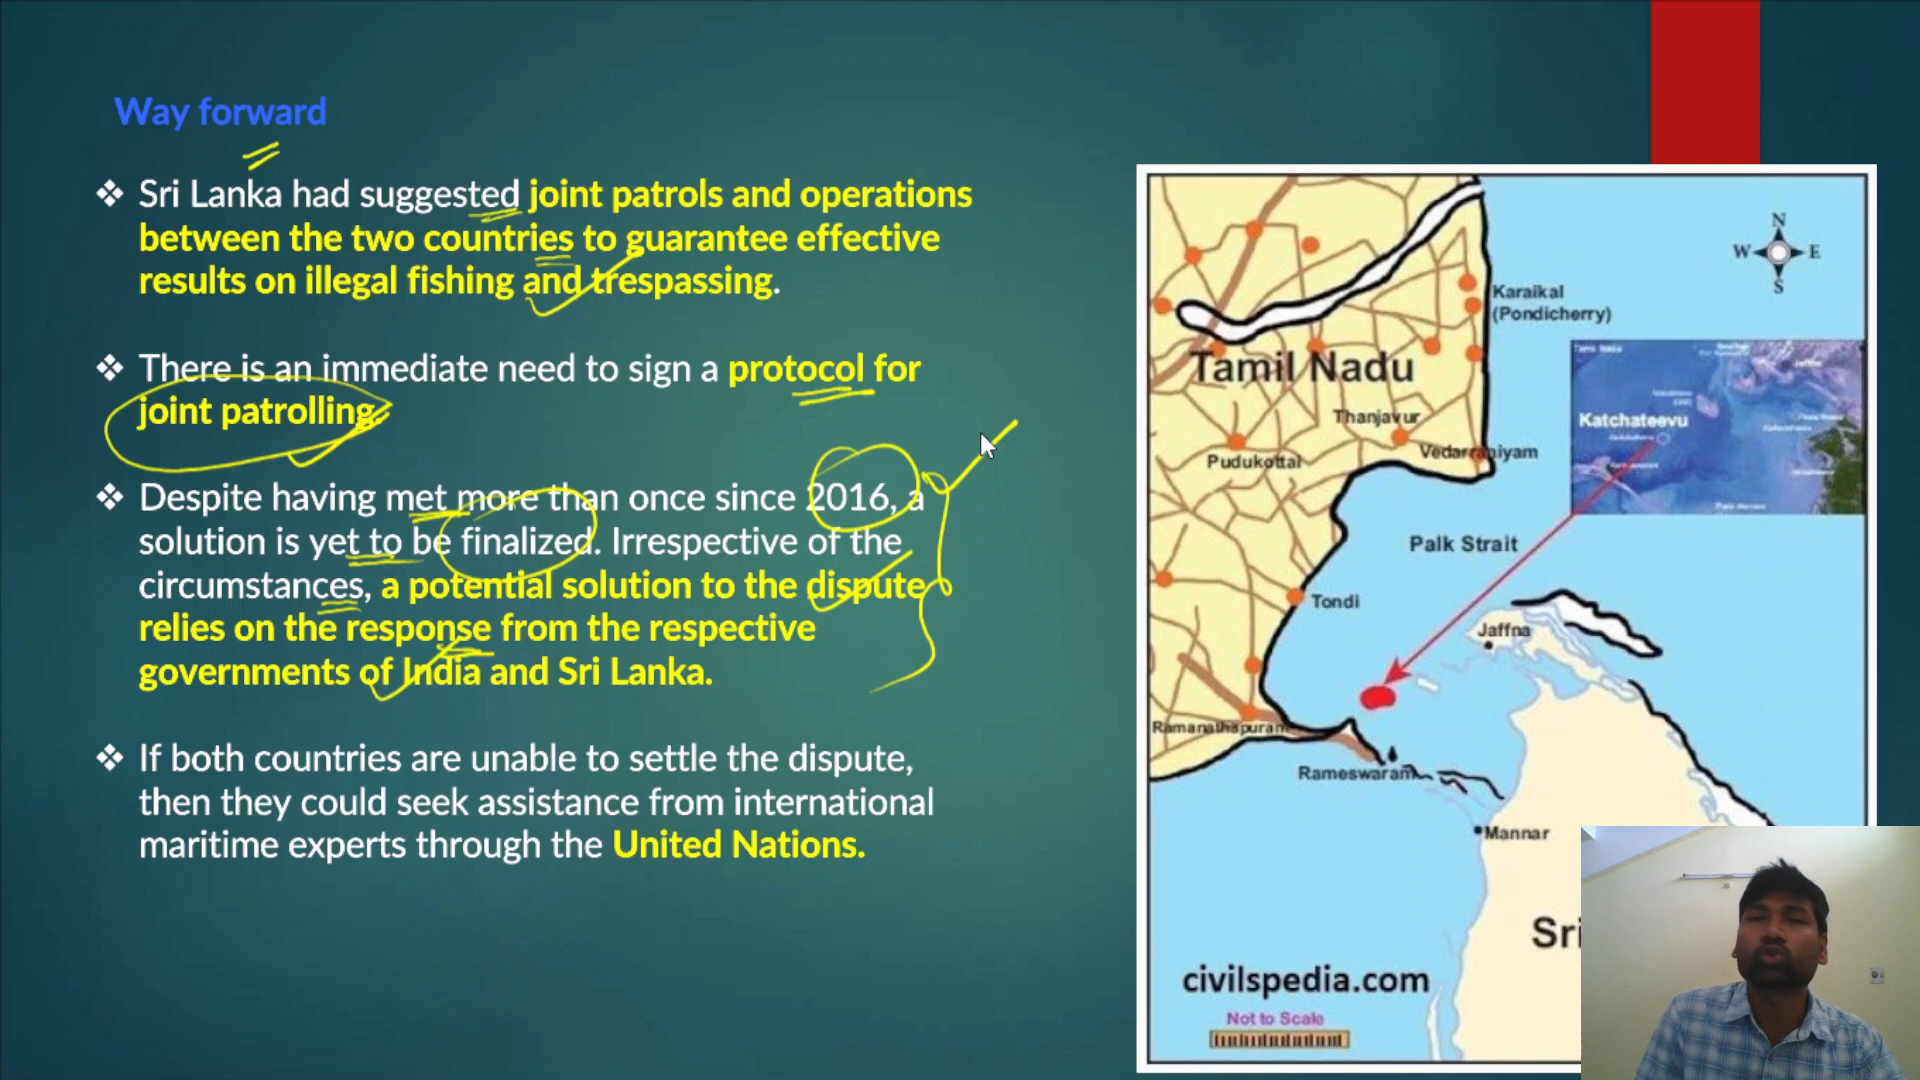 Way forward
❖ Sri Lanka had suggested joint patrols and operations
between the two countries to guarantee effective
results on illegal fishing and trespassing.
❖ There is an immediate need to sign a protocol for
joint patrolling.
❖ Despite having met more than once since 2016, a
solution is yet to be finalized. Irrespective of the
circumstances, a potential solution to the dispute
relies on the response from the respective
governments of India and Sri Lanka.
❖ If both countries are unable to settle the dispute,
then they could seek assistance from international
maritime experts through the United Nations.
N
W E
S
Karaikal
(Pondicherry)
Tamil Nadu
Tamil Nadu
Jaffna
Thanjavur
Katchateevu
Vedarraniyam
Pudukottai
Palk Strait
Tondi
Jaffna
Ramanathapuram
Rameswaram
Mannar
Sri
civilspedia.com
Not to Scale